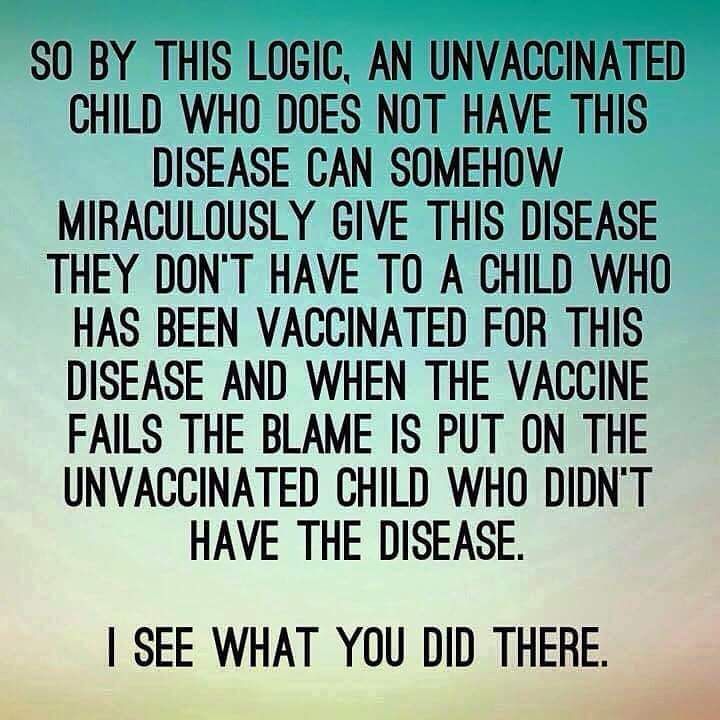 SO BY THIS LOGIC, AN UNVACCINATED
CHILD WHO DOES NOT HAVE THIS
DISEASE CAN SOMEHOW
MIRACULOUSLY GIVE THIS DISEASE
THEY DON'T HAVE TO A CHILD WHO
HAS BEEN VACCINATED FOR THIS
DISEASE AND WHEN THE VACCINE
FAILS THE BLAME IS PUT ON THE
UNVACCINATED CHILD WHO DIDN'T
HAVE THE DISEASE.
I SEE WHAT YOU DID THERE.